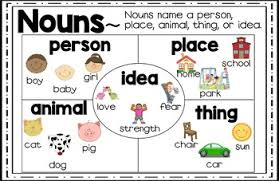 Nouns~
Nouns name a person,
place, animal, thing, or idea.
person
boy
baby
girl
place
school
home
park
idea
love
fear
strength
animal
cat
pig
dog
thing
chair
sun
car